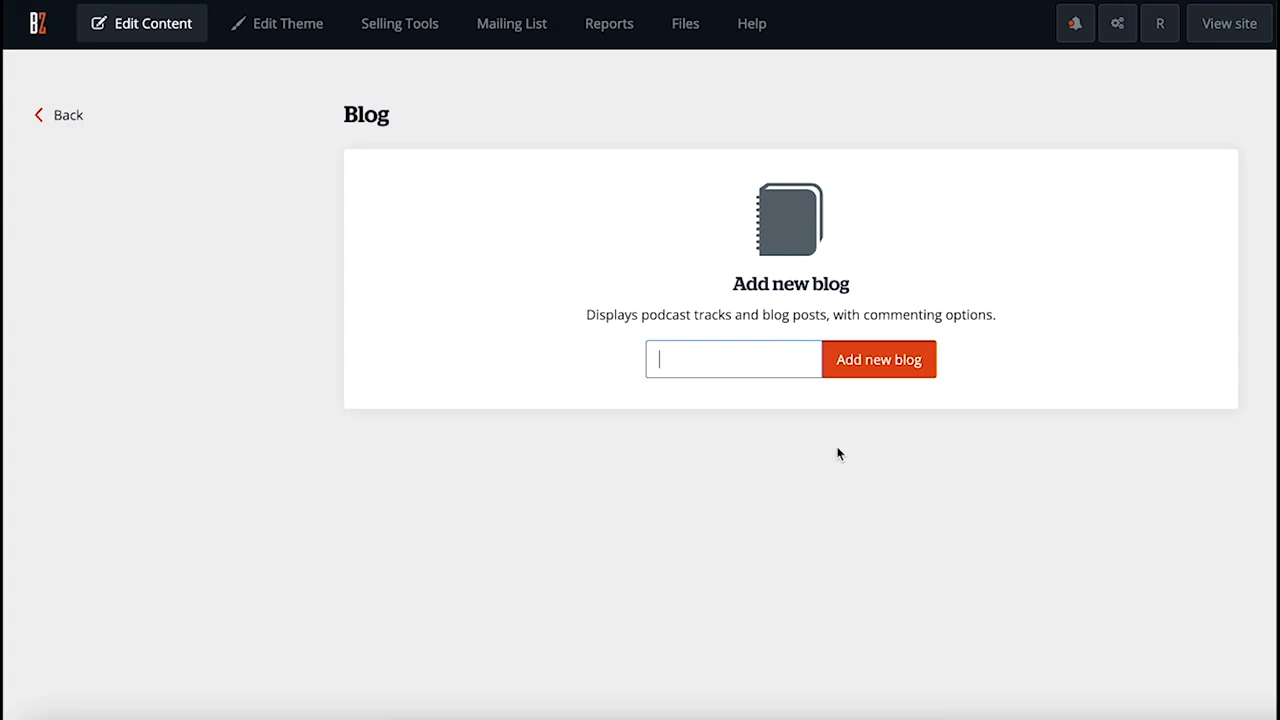 BZ
Edit Content
Edit Theme
Selling Tools
Mailing List
Reports
Files
Help
R
View site
Back
Blog
Add new blog
Displays podcast tracks and blog posts, with commenting options.
Add new blog